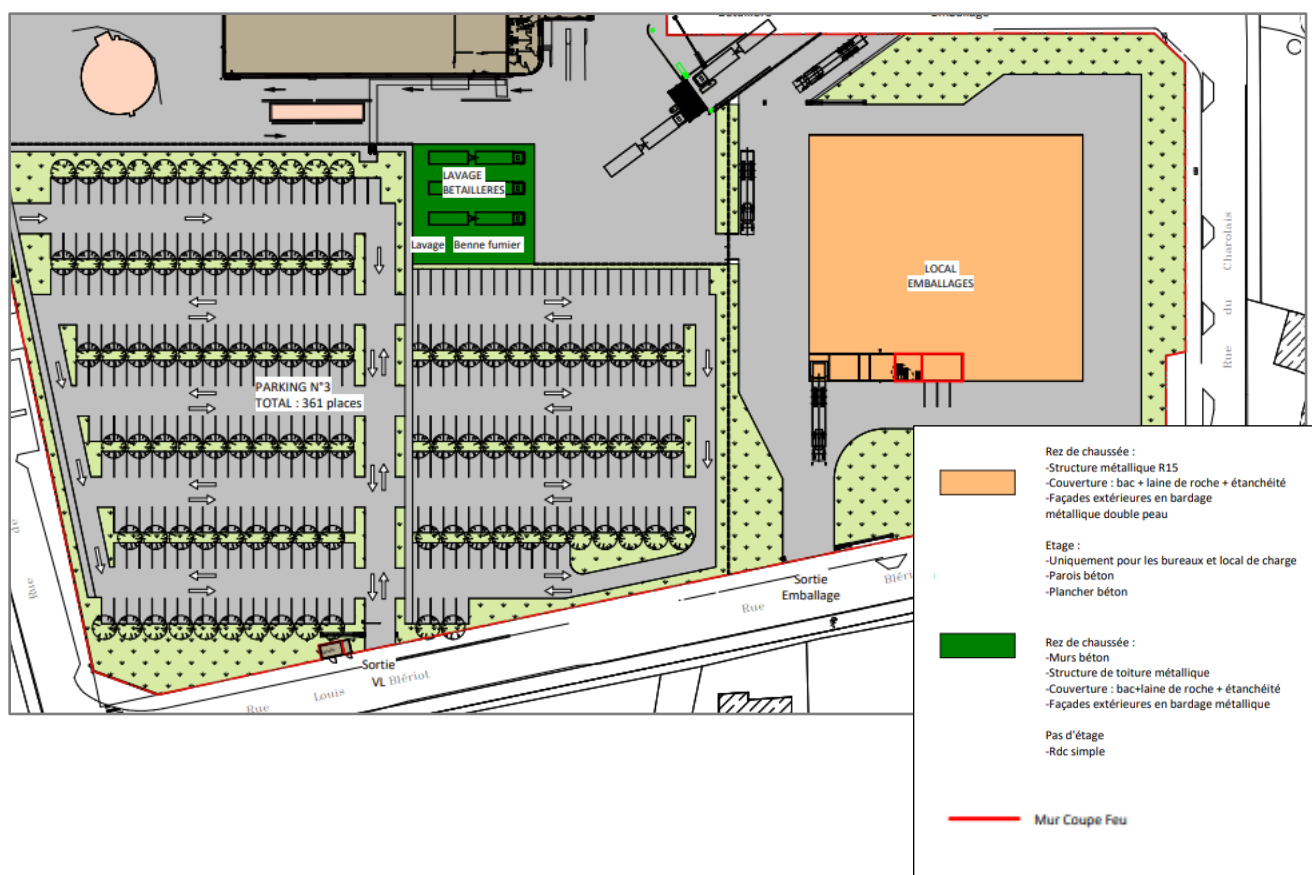 Emballage
LAVAGE
BETAILLERES
Lavage
Benne fumier
LOCAL
EMBALLAGES
Rue du Charolais
PARKING N°3
TOTAL : 361 places
Rue de
Sortie
Emballage
Rue
Sortie
VL
Rue Louis Blériot
Rez de chaussée :
-Structure métallique R15
-Couverture : bac + laine de roche + étanchéité
-Façades extérieures en bardage
métallique double peau
Etage :
-Uniquement pour les bureaux et local de charge
-Parois béton
-Plancher béton
Rez de chaussée :
-Murs béton
-Structure de toiture métallique
-Couverture : bac+laine de roche + étanchéité
-Façades extérieures en bardage métallique
Pas d'étage
-Rdc simple
Mur Coupe Feu